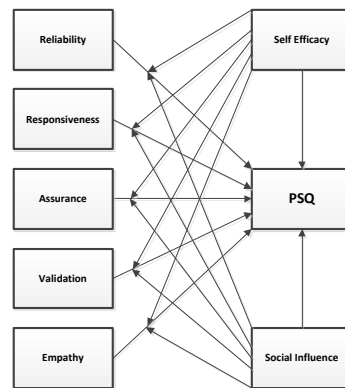 Reliability
Self Efficacy
Responsiveness
Assurance
PSQ
Validation
Empathy
Social Influence